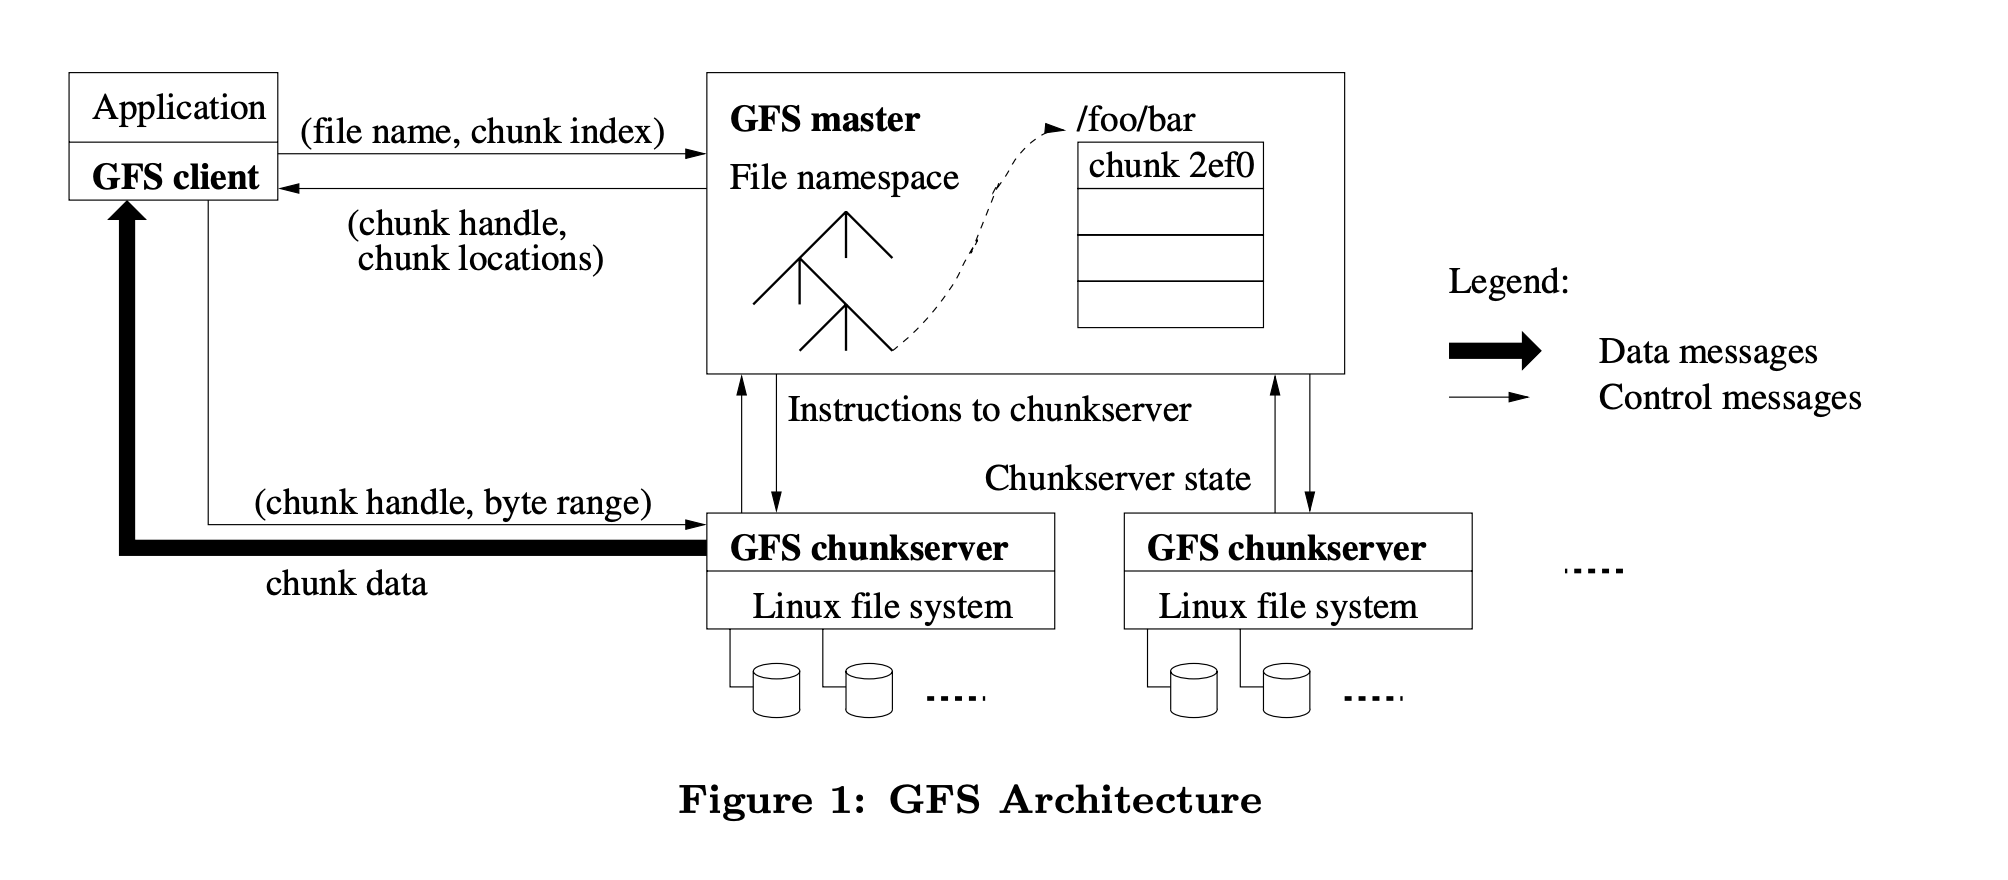 Application
GFS client
(file name, chunk index)
(chunk handle,
chunk locations)
GFS master
File namespace
/foo/bar
chunk 2ef0
Legend:
Data messages
Control messages
Instructions to chunkserver
Chunkserver state
(chunk handle, byte range)
chunk data
GFS chunkserver
Linux file system
GFS chunkserver
Linux file system
Figure 1: GFS Architecture